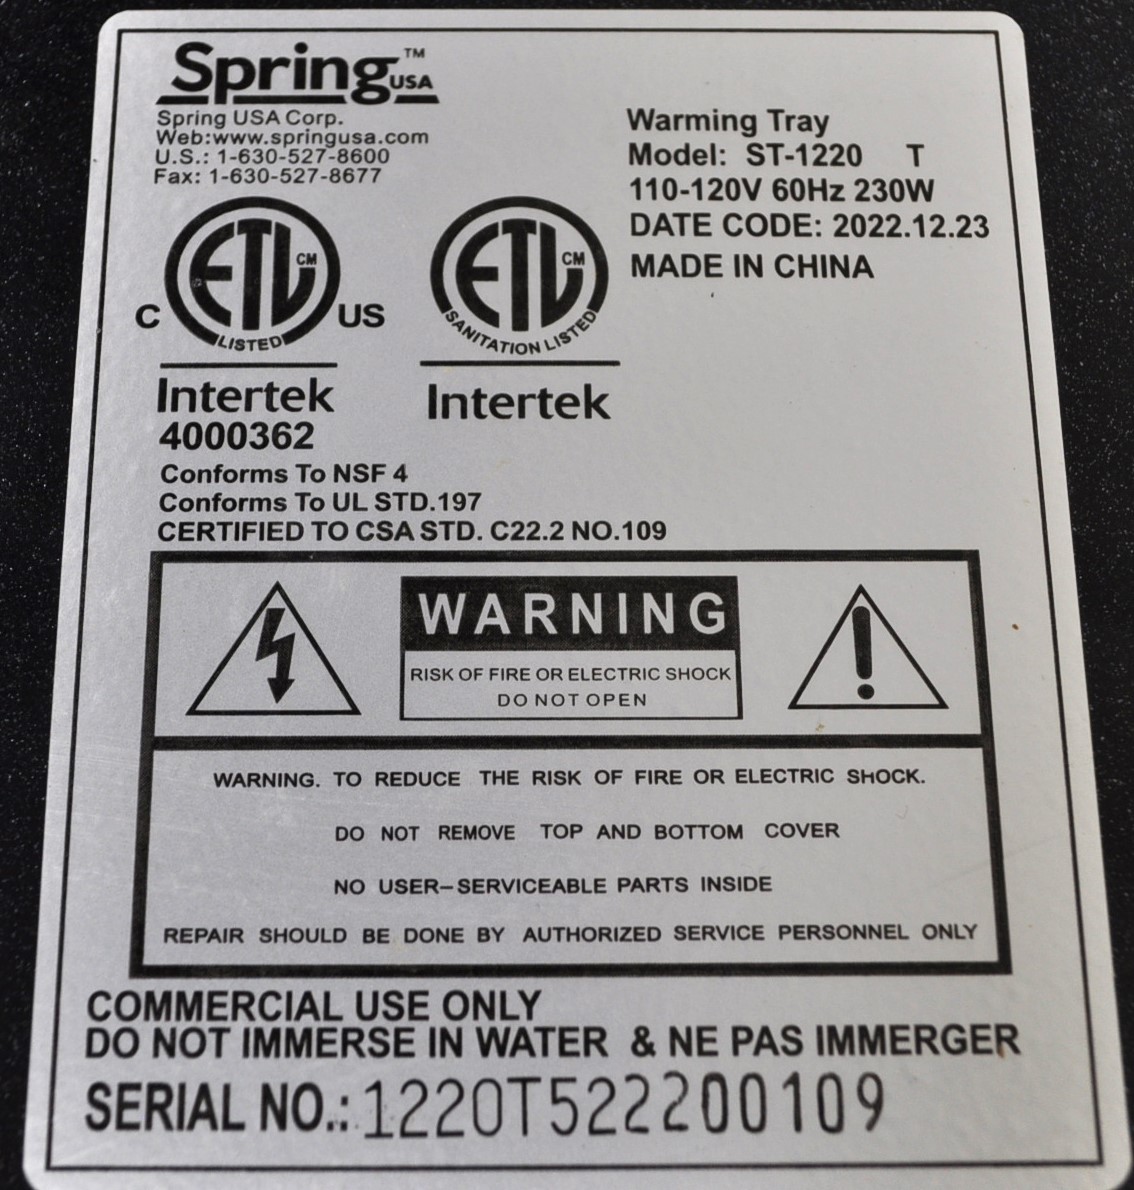 Spring™ USA
Spring USA Corp.
Web:www.springusa.com
U.S.: 1-630-527-8600
Fax: 1-630-527-8677
Warming Tray
Model: ST-1220 T
110-120V 60Hz 230W
DATE CODE: 2022.12.23
MADE IN CHINA
C ETL CM LISTED US
Intertek
4000362
ETL CM SANITATION LISTED
Intertek
Conforms To NSF 4
Conforms To UL STD.197
CERTIFIED TO CSA STD. C22.2 NO.109
WARNING
RISK OF FIRE OR ELECTRIC SHOCK
DO NOT OPEN
WARNING. TO REDUCE THE RISK OF FIRE OR ELECTRIC SHOCK.
DO NOT REMOVE TOP AND BOTTOM COVER
NO USER-SERVICEABLE PARTS INSIDE
REPAIR SHOULD BE DONE BY AUTHORIZED SERVICE PERSONNEL ONLY
COMMERCIAL USE ONLY
DO NOT IMMERSE IN WATER & NE PAS IMMERGER
SERIAL NO.: 1220T522200109